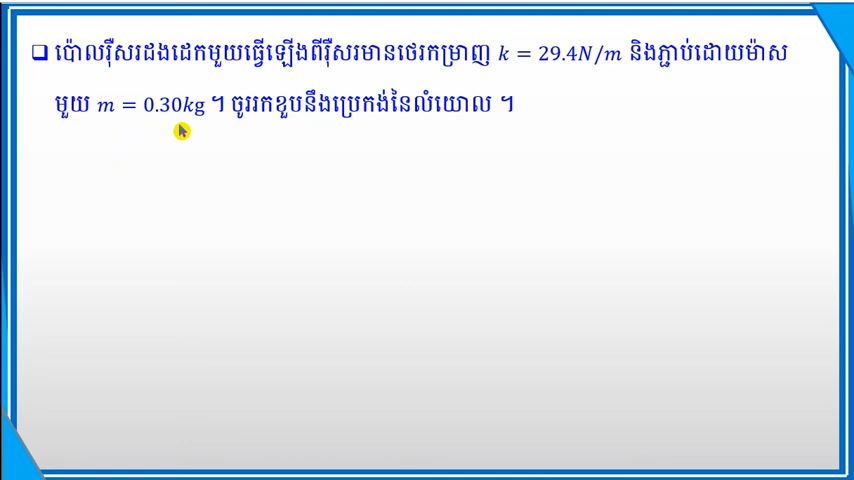 ប៉ោលរ៉ឺសរដងដេកមួយធ្វើឡើងពីរ៉ឺសរមានថេរកម្រាញ k = 29.4N/m និងភ្ជាប់ដោយម៉ាស
មួយ m = 0.30kg ។ ចូររកខួបនឹងប្រេកង់នៃលំយោល ។